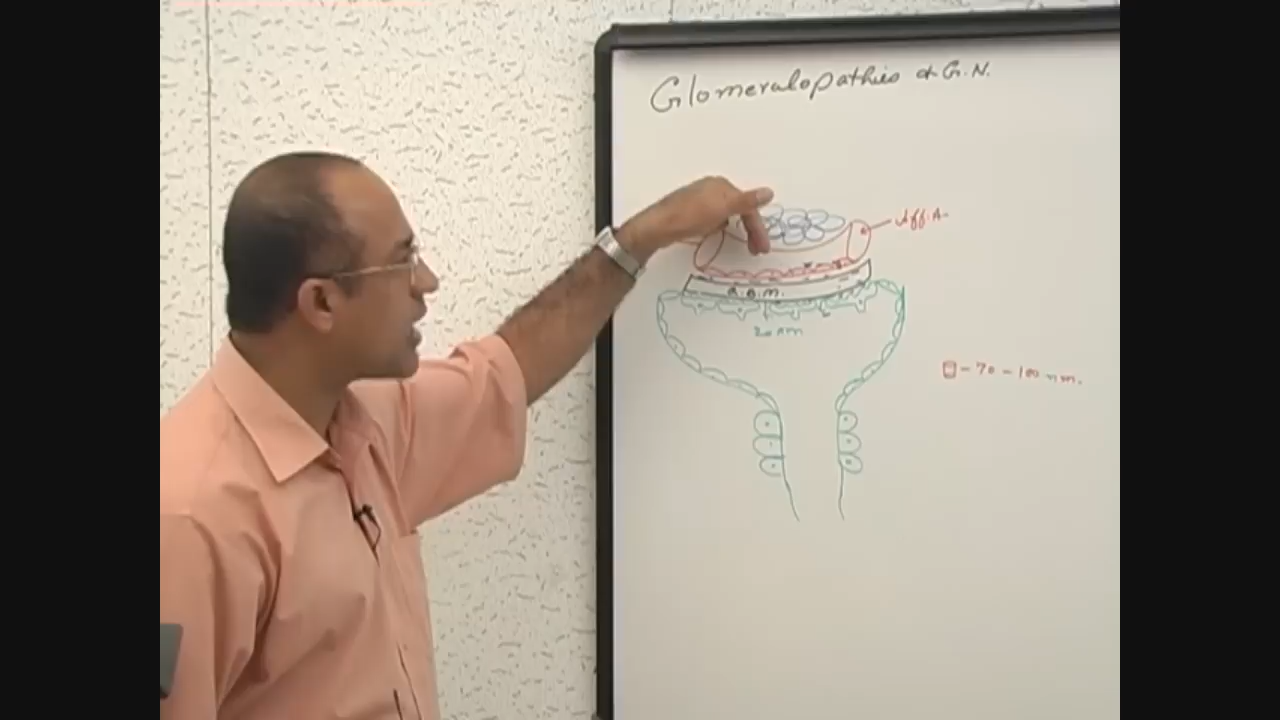 Glomerulopathies & G.N.
Aff.A.
G.B.M.
20 nm
- 70 - 100 nm.